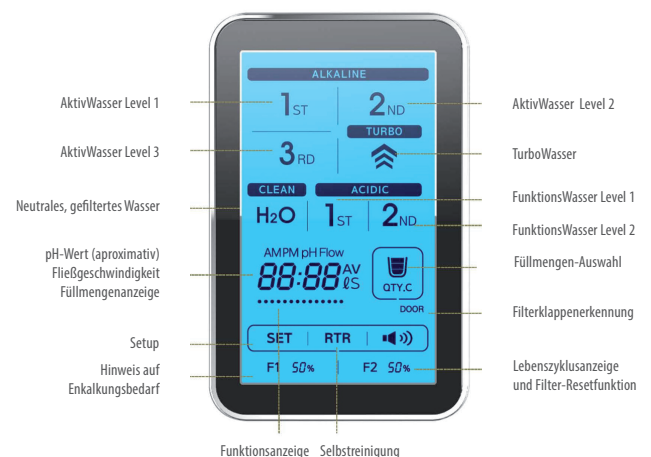 ALKALINE
AktivWasser Level 1
1ST
2ND
AktivWasser Level 2
TURBO
AktivWasser Level 3
3RD
TurboWasser
CLEAN
ACIDIC
FunktionsWasser Level 1
Neutrales, gefiltertes Wasser
H2O
1ST
2ND
FunktionsWasser Level 2
pH-Wert (aproximativ)
Fließgeschwindigkeit
Füllmengenanzeige
AM PM pH Flow
88:88 AV
ℓS
QTY.C
Füllmengen-Auswahl
DOOR
Filterklappenerkennung
Setup
SET
RTR
Hinweis auf
Enkalkungsbedarf
F1 50%
F2 50%
Lebenszyklusanzeige
und Filter-Resetfunktion
Funktionsanzeige
Selbstreinigung